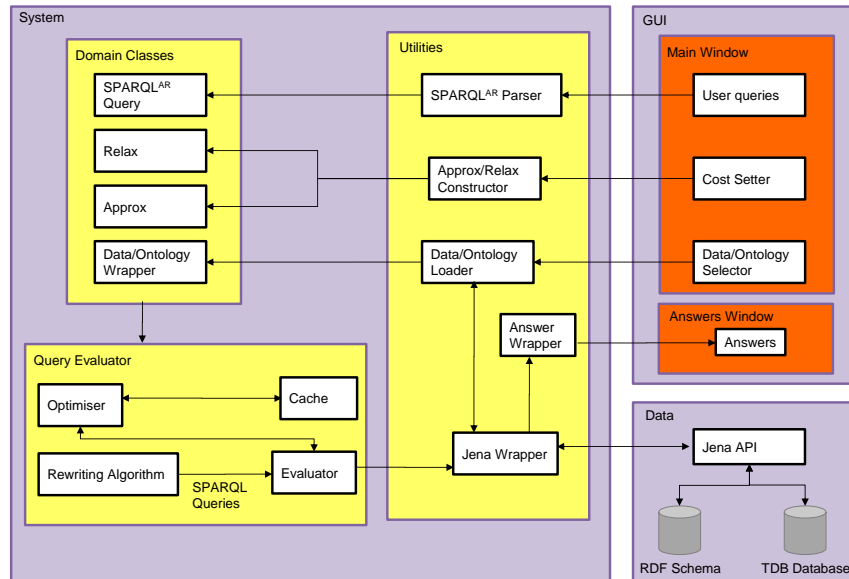 System
GUI
Domain Classes
Utilities
Main Window
SPARQLᴬᴿ
Query
SPARQLᴬᴿ Parser
User queries
Relax
Approx/Relax
Constructor
Cost Setter
Approx
Data/Ontology
Wrapper
Data/Ontology
Loader
Data/Ontology
Selector
Answers Window
Answer
Wrapper
Answers
Query Evaluator
Optimiser
Cache
Data
Jena Wrapper
Jena API
Rewriting Algorithm
Evaluator
SPARQL
Queries
RDF Schema
TDB Database